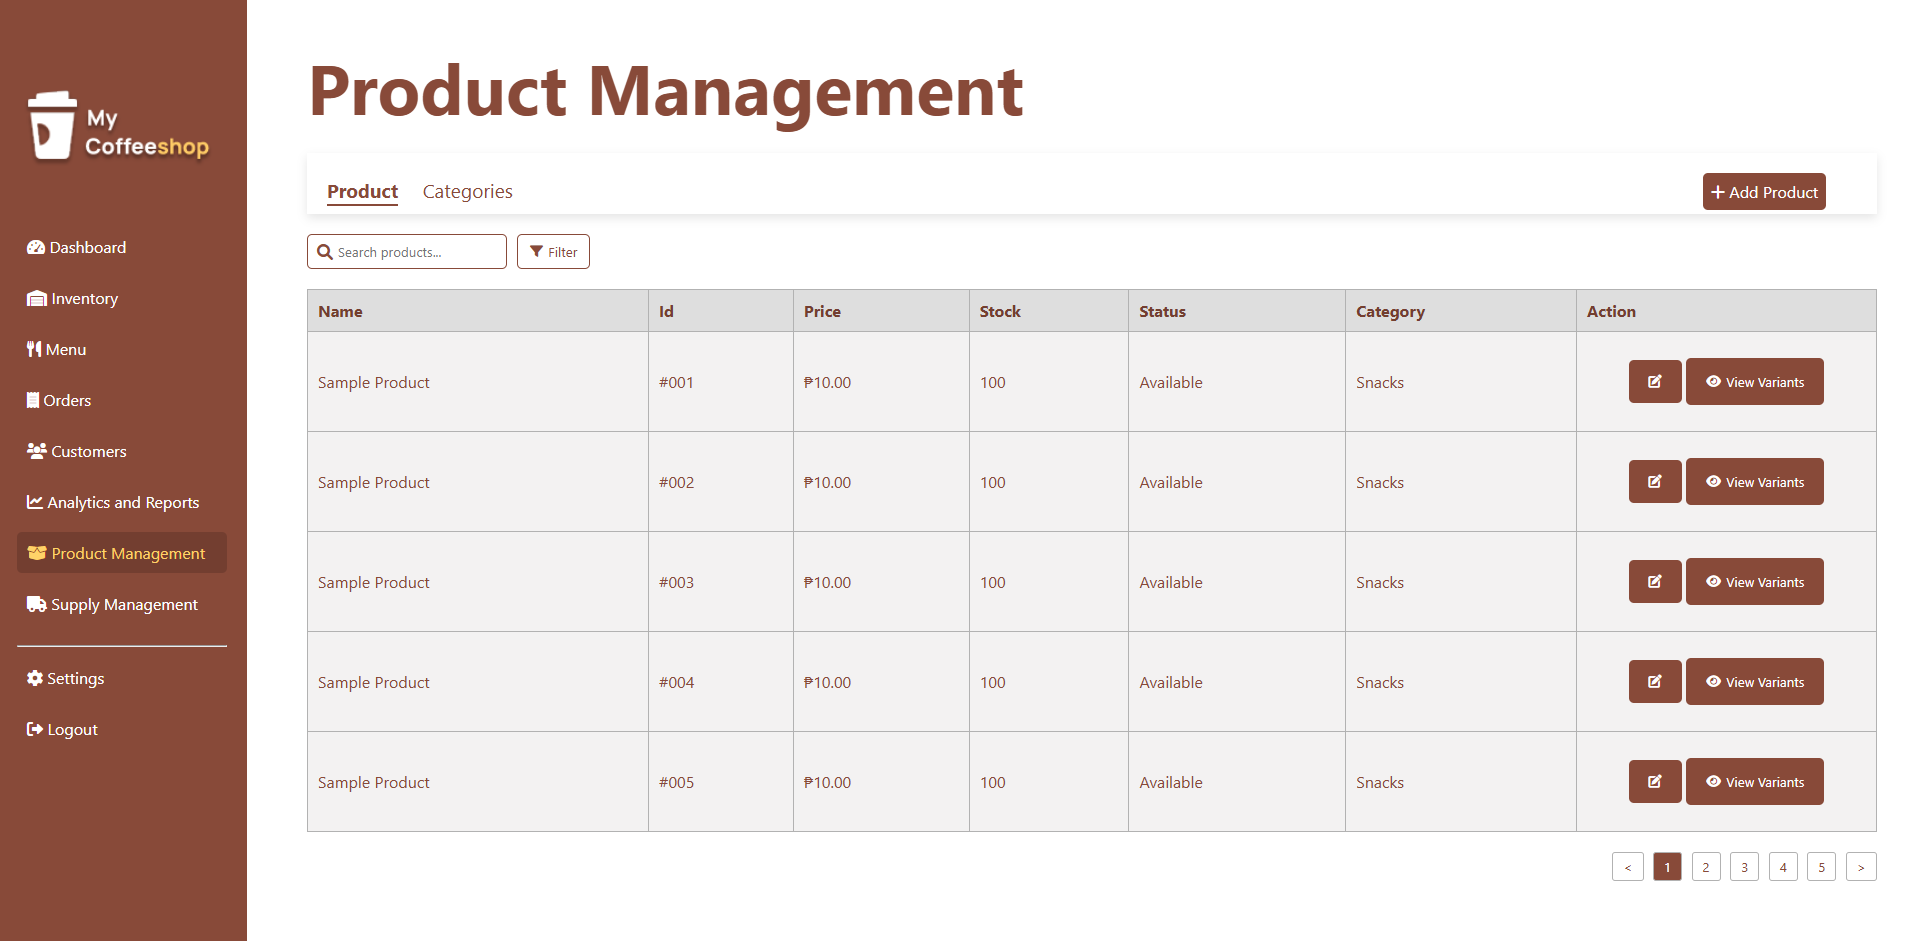 My
Coffeeshop
Dashboard
Inventory
Menu
Orders
Customers
Analytics and Reports
Product Management
Supply Management
Settings
Logout
Product Management
Product Categories + Add Product
Search products... Filter
Name Id Price Stock Status Category Action
Sample Product #001 ₱10.00 100 Available Snacks View Variants
Sample Product #002 ₱10.00 100 Available Snacks View Variants
Sample Product #003 ₱10.00 100 Available Snacks View Variants
Sample Product #004 ₱10.00 100 Available Snacks View Variants
Sample Product #005 ₱10.00 100 Available Snacks View Variants
< 1 2 3 4 5 >